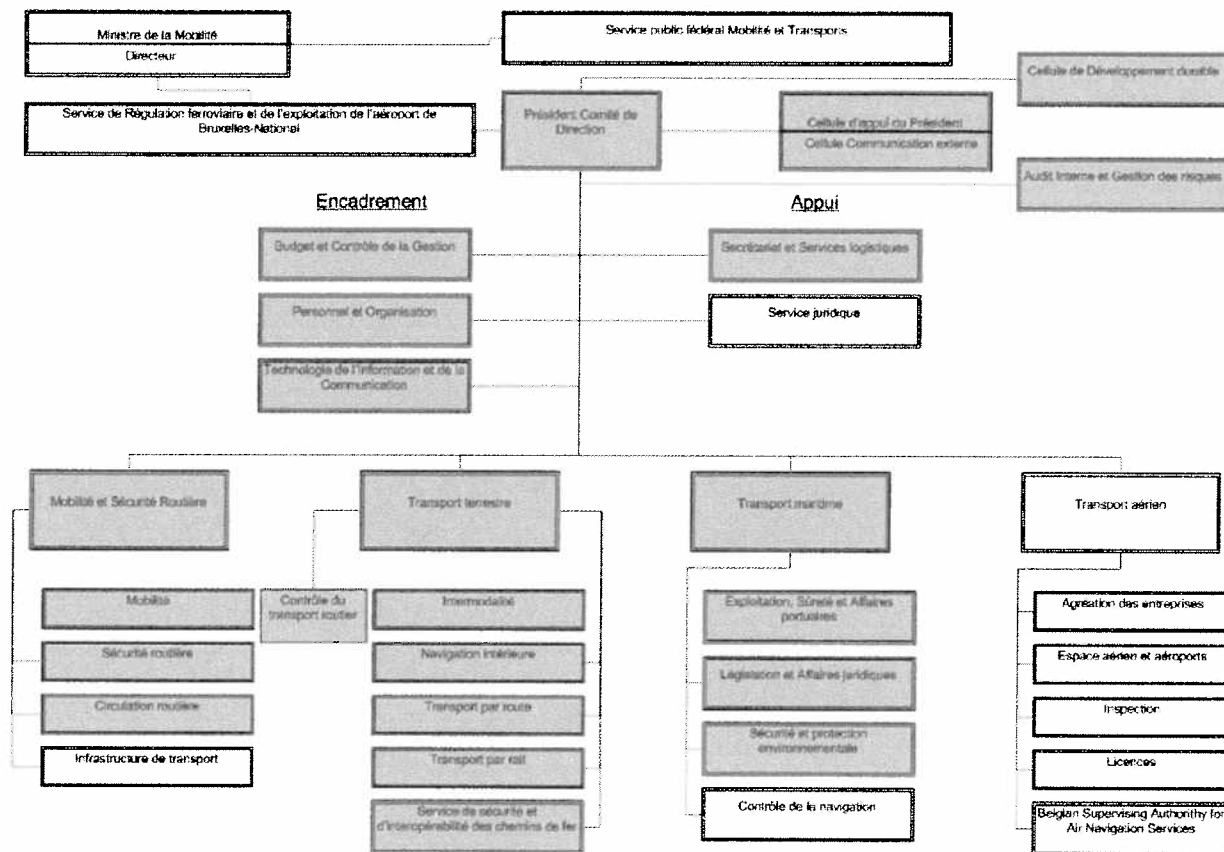 Ministre de la Mobilité
Directeur
Service public fédéral Mobilité et Transports
Cellule de Développement durable
Service de Régulation ferroviaire et de l'exploitation de l'aéroport de
Bruxelles-National
Président Comité de
Direction
Cellule d'appui du Président
Cellule Communication externe
Audit Interne et Gestion des risques
Encadrement
Appui
Budget et Contrôle de la Gestion
Secrétariat et Services logistiques
Personnel et Organisation
Service juridique
Technologie de l'Information et de la
Communication
Mobilité et Sécurité Routière
Transport terrestre
Transport maritime
Transport aérien
Mobilité
Sécurité routière
Circulation routière
Infrastructure de transport
Contrôle du
transport routier
Intermodalité
Navigation Intérieure
Transport par route
Transport par rail
Service de sécurité et
d'interopérabilité des chemins de fer
Exploitation, Sûreté et Affaires
portuaires
Législation et Affaires juridiques
Sécurité et protection
environnementale
Contrôle de la navigation
Agréation des entreprises
Espace aérien et aéroports
Inspection
Licences
Belgian Supervising Authority for
Air Navigation Services